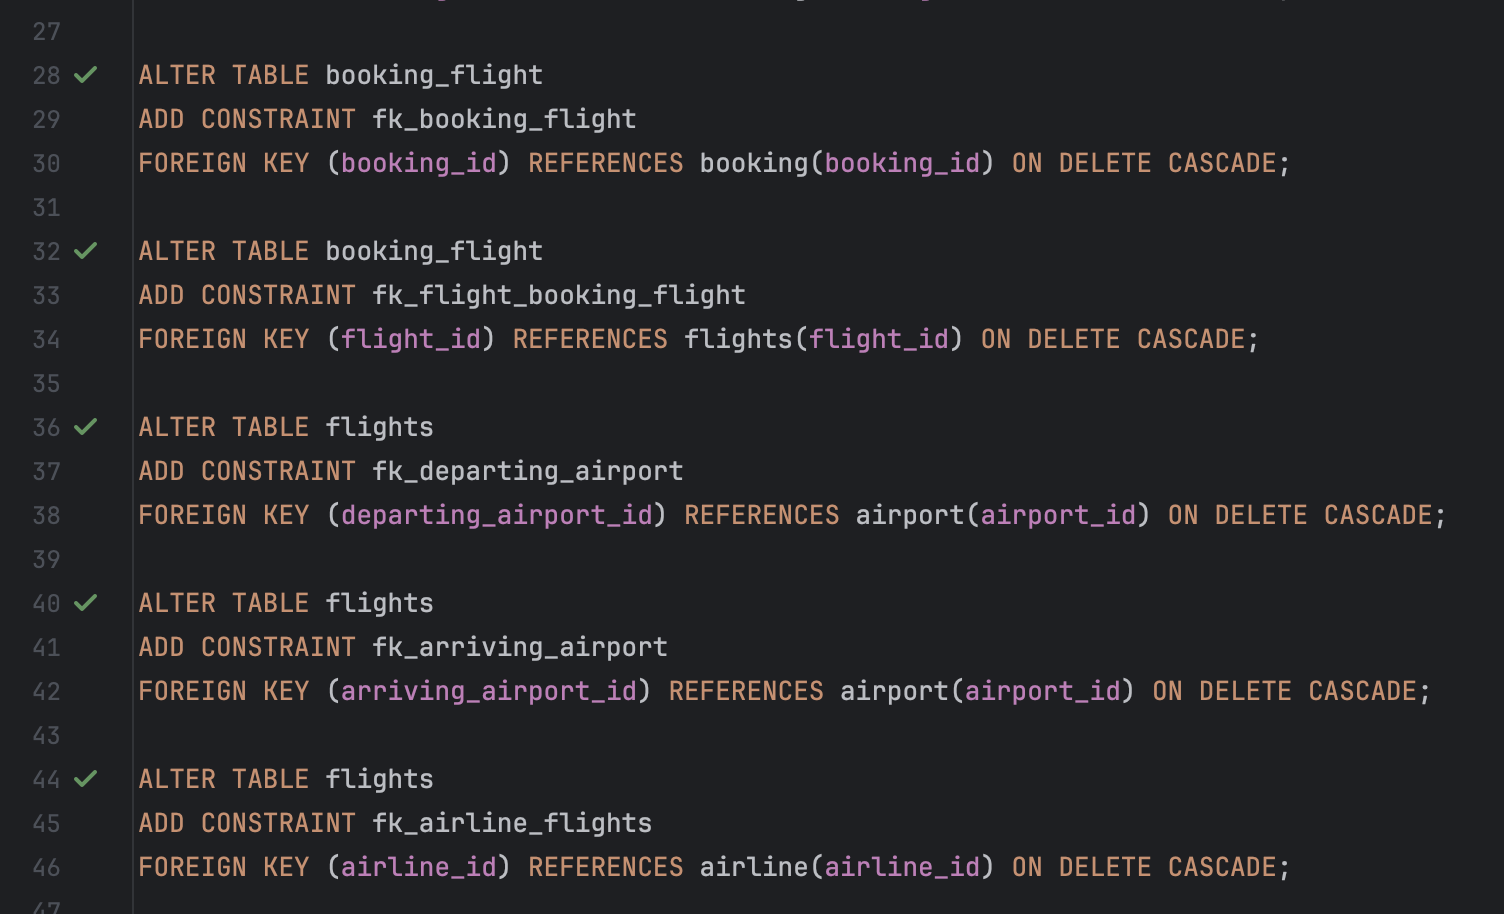 27
28 ALTER TABLE booking_flight
29 ADD CONSTRAINT fk_booking_flight
30 FOREIGN KEY (booking_id) REFERENCES booking(booking_id) ON DELETE CASCADE;
31
32 ALTER TABLE booking_flight
33 ADD CONSTRAINT fk_flight_booking_flight
34 FOREIGN KEY (flight_id) REFERENCES flights(flight_id) ON DELETE CASCADE;
35
36 ALTER TABLE flights
37 ADD CONSTRAINT fk_departing_airport
38 FOREIGN KEY (departing_airport_id) REFERENCES airport(airport_id) ON DELETE CASCADE;
39
40 ALTER TABLE flights
41 ADD CONSTRAINT fk_arriving_airport
42 FOREIGN KEY (arriving_airport_id) REFERENCES airport(airport_id) ON DELETE CASCADE;
43
44 ALTER TABLE flights
45 ADD CONSTRAINT fk_airline_flights
46 FOREIGN KEY (airline_id) REFERENCES airline(airline_id) ON DELETE CASCADE;
47